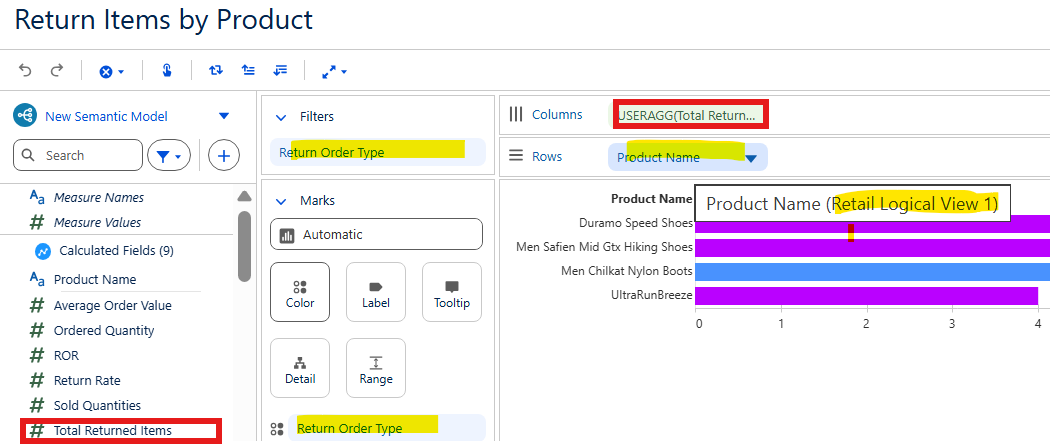 Return Items by Product
New Semantic Model
Search
Aa Measure Names
# Measure Values
Calculated Fields (9)
Aa Product Name
# Average Order Value
# Ordered Quantity
# ROR
# Return Rate
# Sold Quantities
# Total Returned Items
Filters
Return Order Type
Marks
Automatic
Color
Label
Tooltip
Detail
Range
Return Order Type
Columns
USERAGG(Total Return...
Rows
Product Name
Product Name
Product Name (Retail Logical View 1)
Duramo Speed Shoes
Men Safien Mid Gtx Hiking Shoes
Men Chilkat Nylon Boots
UltraRunBreeze
0 1 2 3 4